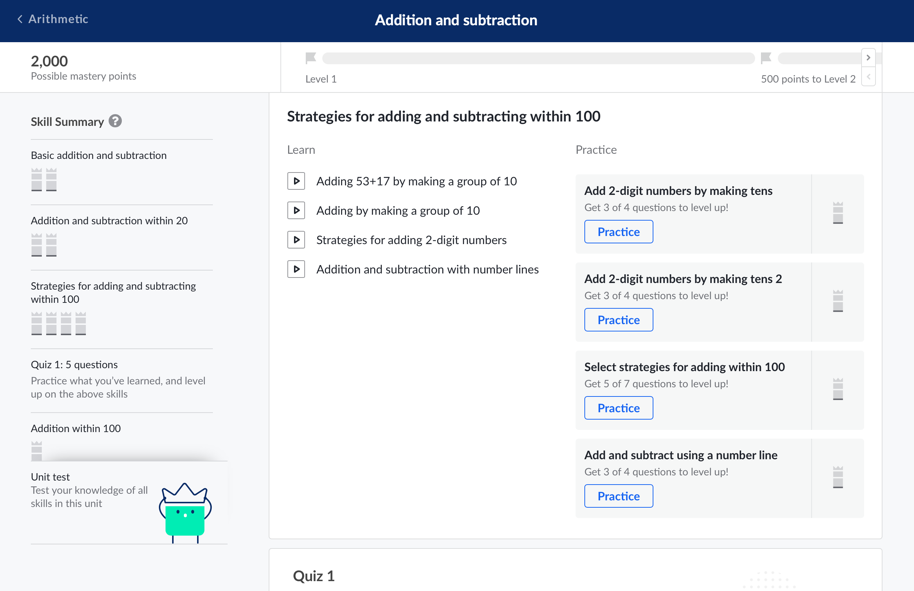 Arithmetic
Addition and subtraction
2,000
Possible mastery points
Level 1
500 points to Level 2
Skill Summary
Basic addition and subtraction
Addition and subtraction within 20
Strategies for adding and subtracting
within 100
Quiz 1: 5 questions
Practice what you've learned, and level
up on the above skills
Addition within 100
Unit test
Test your knowledge of all
skills in this unit
Strategies for adding and subtracting within 100
Learn
Adding 53+17 by making a group of 10
Adding by making a group of 10
Strategies for adding 2-digit numbers
Addition and subtraction with number lines
Practice
Add 2-digit numbers by making tens
Get 3 of 4 questions to level up!
Practice
Add 2-digit numbers by making tens 2
Get 3 of 4 questions to level up!
Practice
Select strategies for adding within 100
Get 5 of 7 questions to level up!
Practice
Add and subtract using a number line
Get 3 of 4 questions to level up!
Practice
Quiz 1